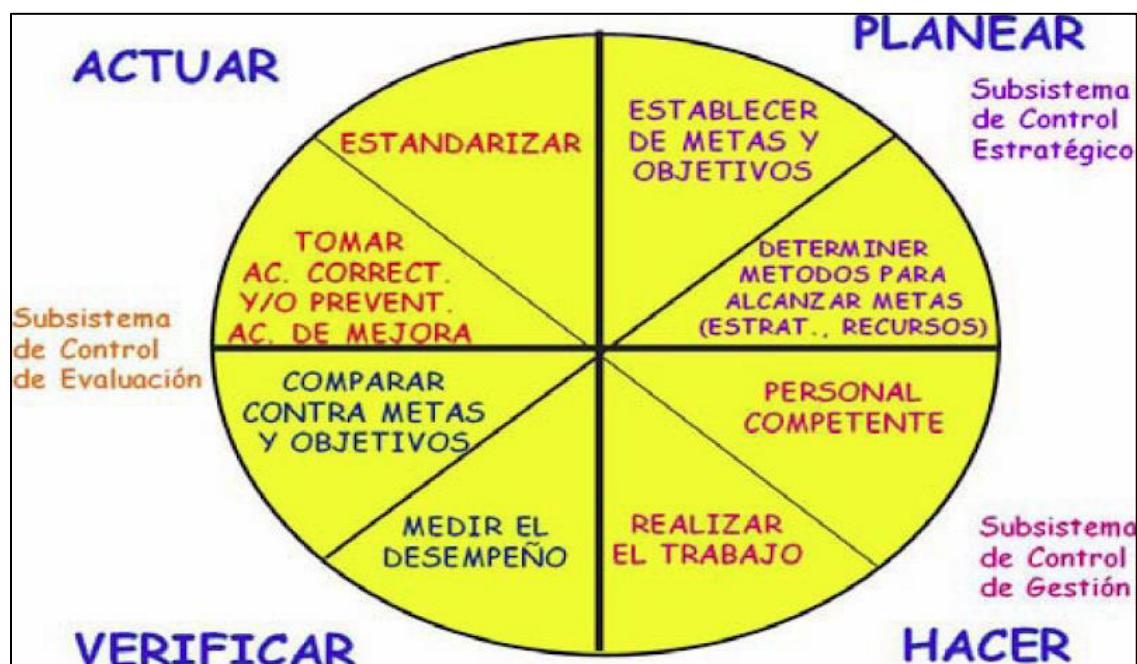 ACTUAR
PLANEAR
Subsistema
de Control
Estratégico
ESTANDARIZAR
ESTABLECER
DE METAS Y
OBJETIVOS
DETERMINER
METODOS PARA
ALCANZAR METAS
(ESTRAT., RECURSOS)
TOMAR
AC. CORRECT.
Y/O PREVENT.
AC. DE MEJORA
Subsistema
de Control
de Evaluación
COMPARAR
CONTRA METAS
Y OBJETIVOS
PERSONAL
COMPETENTE
MEDIR EL
DESEMPEÑO
REALIZAR
EL TRABAJO
Subsistema
de Control
de Gestión
VERIFICAR
HACER